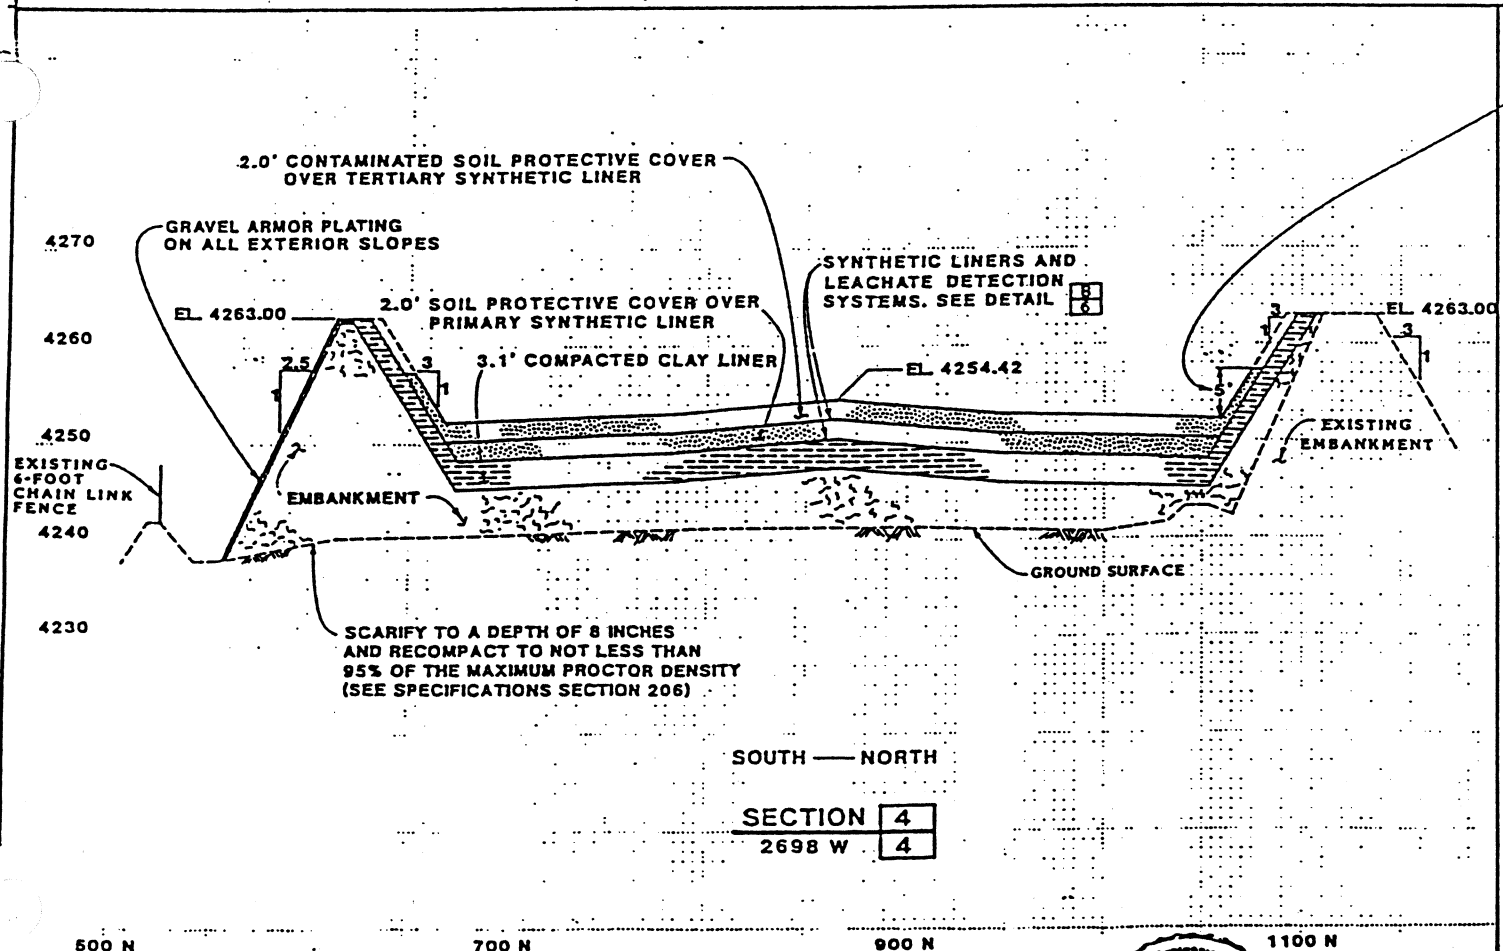 2.0' CONTAMINATED SOIL PROTECTIVE COVER
OVER TERTIARY SYNTHETIC LINER
GRAVEL ARMOR PLATING
ON ALL EXTERIOR SLOPES
4270
SYNTHETIC LINERS AND
LEACHATE DETECTION
SYSTEMS. SEE DETAIL
8
6
2.0' SOIL PROTECTIVE COVER OVER
PRIMARY SYNTHETIC LINER
EL. 4263.00
EL. 4263.00
4260
3
1
3
1
2.5
1
3
1
3.1' COMPACTED CLAY LINER
EL. 4254.42
5'
4250
2'
EXISTING
EMBANKMENT
EXISTING
6-FOOT
CHAIN LINK
FENCE
EMBANKMENT
4240
GROUND SURFACE
4230
SCARIFY TO A DEPTH OF 8 INCHES
AND RECOMPACT TO NOT LESS THAN
95% OF THE MAXIMUM PROCTOR DENSITY
(SEE SPECIFICATIONS SECTION 206)
SOUTH — NORTH
SECTION 4
2698 W 4
500 N 700 N 900 N 1100 N